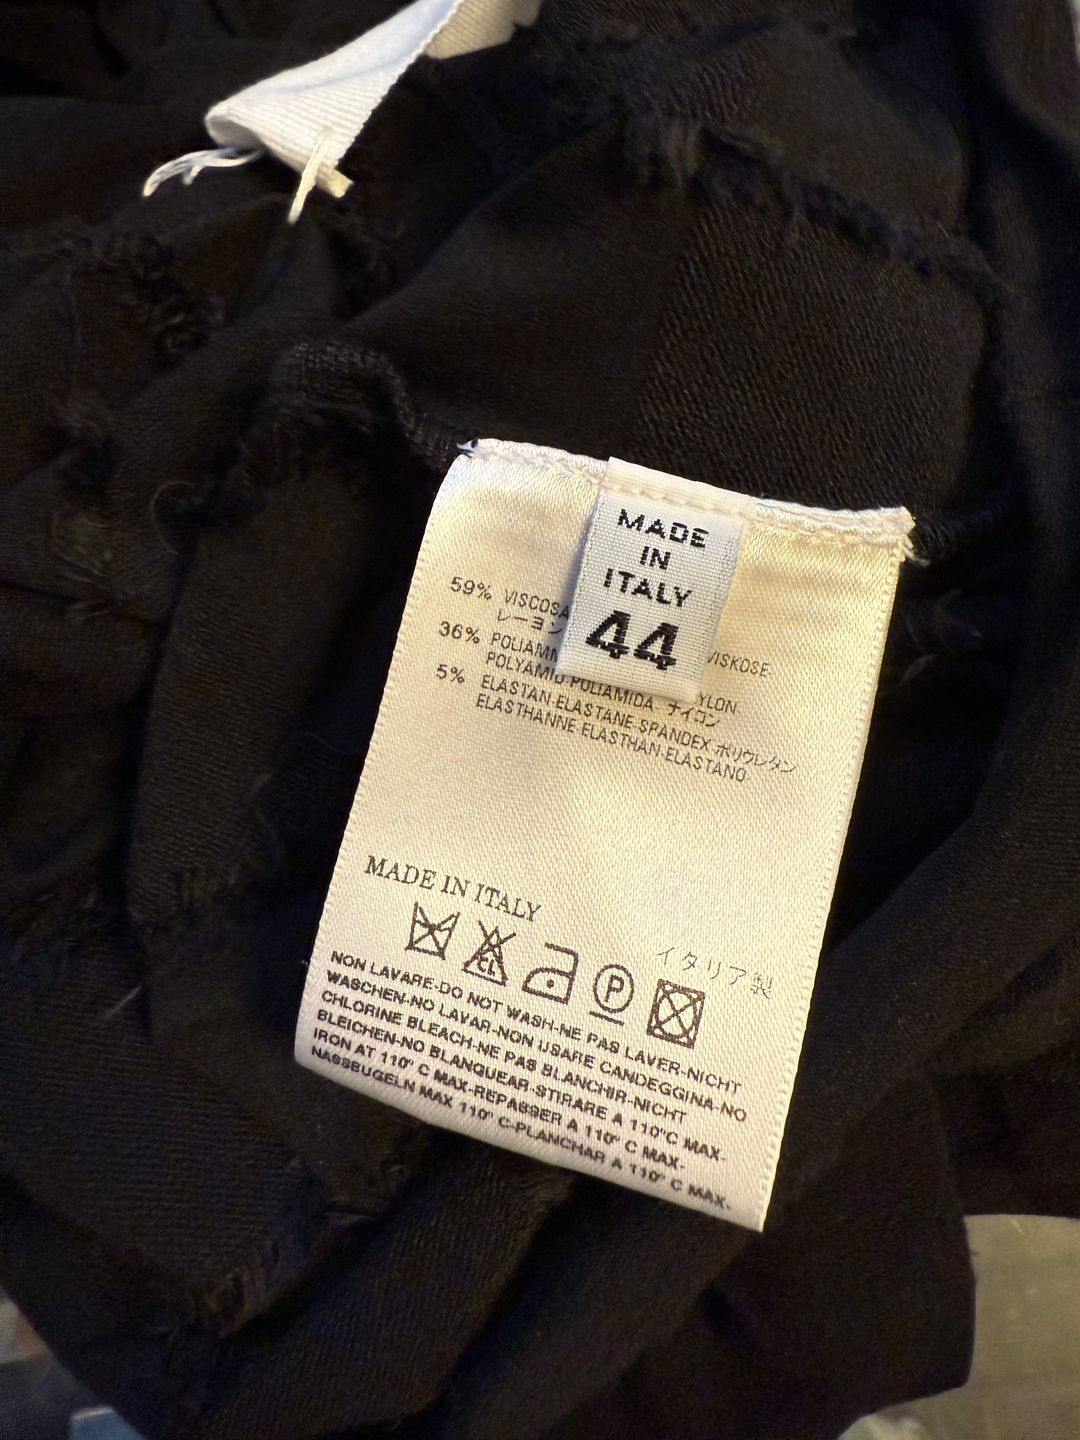 MADE
IN
ITALY
44
59% VISCOSA VISKOSE
レーヨン
36% POLIAMM YLON
POLYAMID-POLIAMIDA ナイロン
5% ELASTAN-ELASTANE-SPANDEX-ポリウレタン
ELASTHANNE-ELASTHAN-ELASTANO
MADE IN ITALY
イタリア製
CL
P
NON LAVARE-DO NOT WASH-NE PAS LAVER-NICHT
WASCHEN-NO LAVAR-NON USARE CANDEGGINA-NO
CHLORINE BLEACH-NE PAS BLANCHIR-NICHT
BLEICHEN-NO BLANQUEAR-STIRARE A 110°C MAX-
IRON AT 110° C MAX-REPASSER A 110° C MAX-
NASSBUGELN MAX 110° C-PLANCHAR A 110° C MAX-